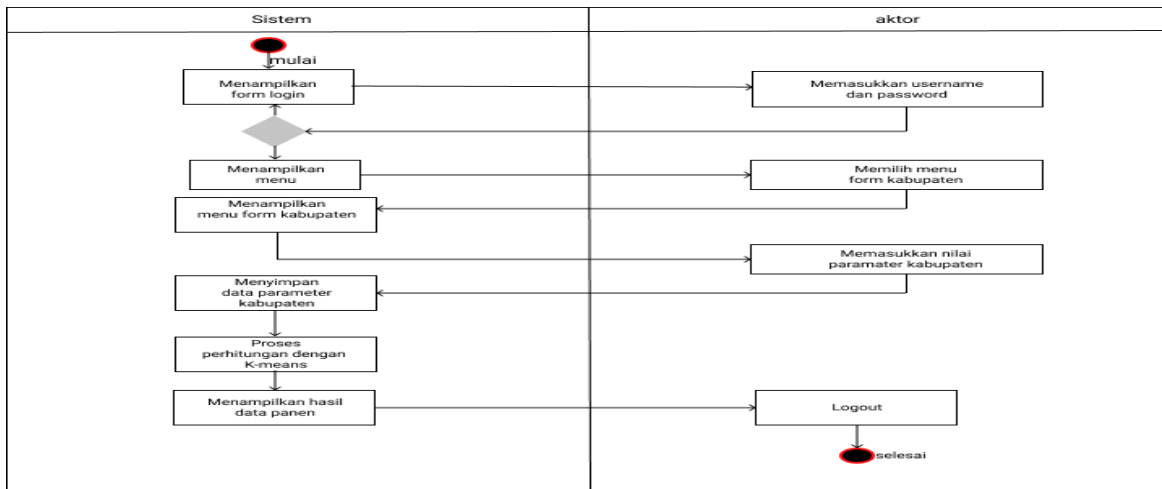 Sistem
aktor
mulai
Menampilkan
form login
Memasukkan username
dan password
Menampilkan
menu
Memilih menu
form kabupaten
Menampilkan
menu form kabupaten
Memasukkan nilai
paramater kabupaten
Menyimpan
data parameter
kabupaten
Proses
perhitungan dengan
K-means
Menampilkan hasil
data panen
Logout
selesai